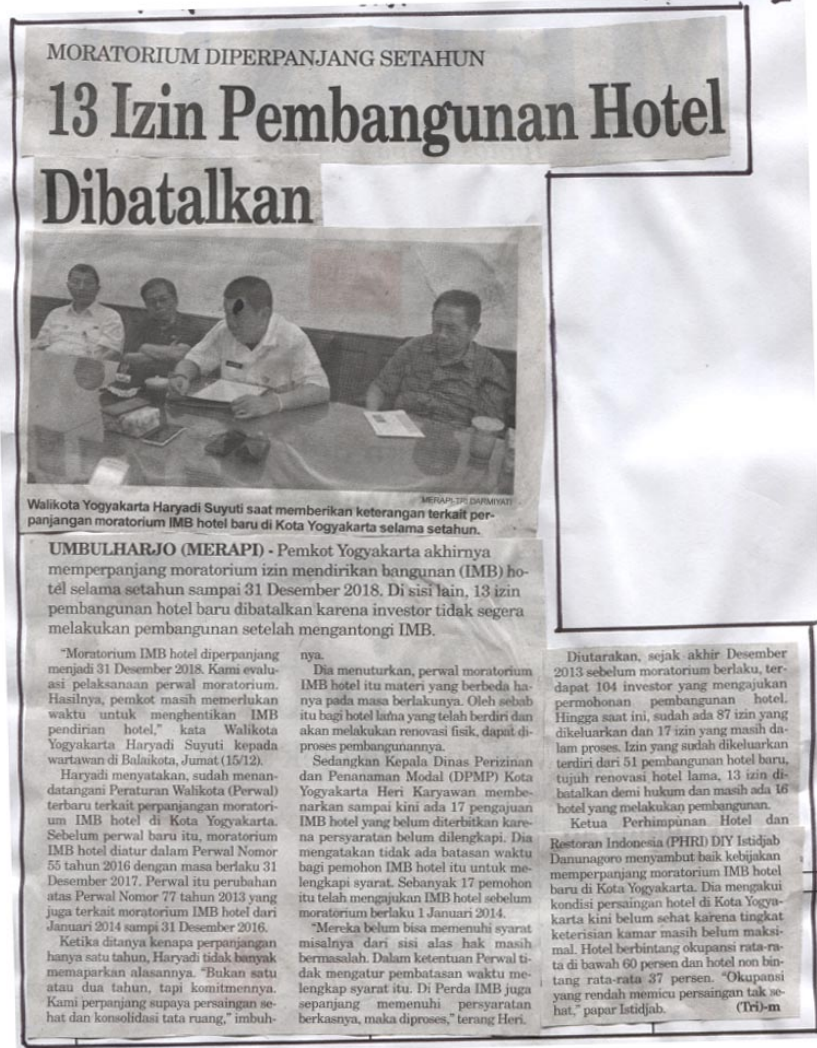 MORATORIUM DIPERPANJANG SETAHUN
13 Izin Pembangunan Hotel
Dibatalkan
MERAPI-TRI DARMIYATI
Walikota Yogyakarta Haryadi Suyuti saat memberikan keterangan terkait per-
panjangan moratorium IMB hotel baru di Kota Yogyakarta selama setahun.
UMBULHARJO (MERAPI) - Pemkot Yogyakarta akhirnya
memperpanjang moratorium izin mendirikan bangunan (IMB) ho-
tel selama setahun sampai 31 Desember 2018. Di sisi lain, 13 izin
pembangunan hotel baru dibatalkan karena investor tidak segera
melakukan pembangunan setelah mengantongi IMB.
"Moratorium IMB hotel diperpanjang
menjadi 31 Desember 2018. Kami evalu-
asi pelaksanaan perwal moratorium.
Hasilnya, pemkot masih memerlukan
waktu untuk menghentikan IMB
pendirian hotel," kata Walikota
Yogyakarta Haryadi Suyuti kepada
wartawan di Balaikota, Jumat (15/12).
Haryadi menyatakan, sudah menan-
datangani Peraturan Walikota (Perwal)
terbaru terkait perpanjangan moratori-
um IMB hotel di Kota Yogyakarta.
Sebelum perwal baru itu, moratorium
IMB hotel diatur dalam Perwal Nomor
55 tahun 2016 dengan masa berlaku 31
Desember 2017. Perwal itu perubahan
atas Perwal Nomor 77 tahun 2013 yang
juga terkait moratorium IMB hotel dari
Januari 2014 sampi 31 Desember 2016.
Ketika ditanya kenapa perpanjangan
hanya satu tahun, Haryadi tidak banyak
memaparkan alasannya. "Bukan satu
atau dua tahun, tapi komitmennya.
Kami perpanjang supaya persaingan se-
hat dan konsolidasi tata ruang," imbuh-
nya.
Dia menuturkan, perwal moratorium
IMB hotel itu materi yang berbeda ha-
nya pada masa berlakunya. Oleh sebab
itu bagi hotel lama yang telah berdiri dan
akan melakukan renovasi fisik, dapat di-
proses pembangunannya.
Sedangkan Kepala Dinas Perizinan
dan Penanaman Modal (DPMP) Kota
Yogyakarta Heri Karyawan membe-
narkan sampai kini ada 17 pengajuan
IMB hotel yang belum diterbitkan kare-
na persyaratan belum dilengkapi. Dia
mengatakan tidak ada batasan waktu
bagi pemohon IMB hotel itu untuk me-
lengkapi syarat. Sebanyak 17 pemohon
itu telah mengajukan IMB hotel sebelum
moratorium berlaku 1 Januari 2014.
"Mereka belum bisa memenuhi syarat
misalnya dari sisi alas hak masih
bermasalah. Dalam ketentuan Perwal ti-
dak mengatur pembatasan waktu me-
lengkap syarat itu. Di Perda IMB juga
sepanjang memenuhi persyaratan
berkasnya, maka diproses," terang Heri.
Diutarakan, sejak akhir Desember
2013 sebelum moratorium berlaku, ter-
dapat 104 investor yang mengajukan
permohonan pembangunan hotel.
Hingga saat ini, sudah ada 87 izin yang
dikeluarkan dan 17 izin yang masih da-
lam proses. Izin yang sudah dikeluarkan
terdiri dari 51 pembangunan hotel baru,
tujuh renovasi hotel lama, 13 izin di-
batalkan demi hukum dan masih ada 16
hotel yang melakukan pembangunan.
Ketua Perhimpunan Hotel dan
Restoran Indonesia (PHRI) DIY Istidjab
Danunagoro menyambut baik kebijakan
memperpanjang moratorium IMB hotel
baru di Kota Yogyakarta. Dia mengakui
kondisi persaingan hotel di Kota Yogya-
karta kini belum sehat karena tingkat
keterisian kamar masih belum maksi-
mal. Hotel berbintang okupansi rata-ra-
ta di bawah 60 persen dan hotel non bin-
tang rata-rata 37 persen. "Okupansi
yang rendah memicu persaingan tak se-
hat," papar Istidjab. (Tri)-m